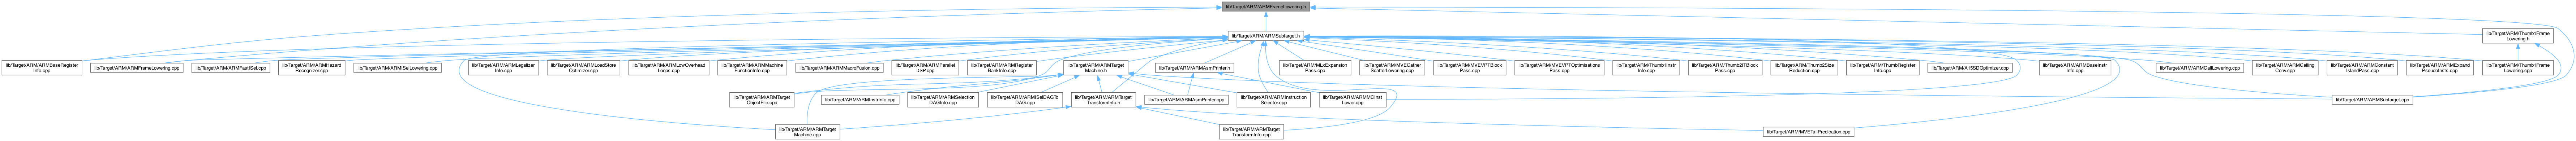 lib/Target/ARM/ARMFrameLowering.h
lib/Target/ARM/ARMSubtarget.h
lib/Target/ARM/Thumb1Frame
Lowering.h
lib/Target/ARM/ARMBaseRegister
Info.cpp
lib/Target/ARM/ARMFrameLowering.cpp
lib/Target/ARM/ARMFastISel.cpp
lib/Target/ARM/ARMHazard
Recognizer.cpp
lib/Target/ARM/ARMISelLowering.cpp
lib/Target/ARM/ARMLegalizer
Info.cpp
lib/Target/ARM/ARMLoadStore
Optimizer.cpp
lib/Target/ARM/ARMLowOverhead
Loops.cpp
lib/Target/ARM/ARMMachine
FunctionInfo.cpp
lib/Target/ARM/ARMMacroFusion.cpp
lib/Target/ARM/ARMParallel
DSP.cpp
lib/Target/ARM/ARMRegister
BankInfo.cpp
lib/Target/ARM/ARMTarget
Machine.h
lib/Target/ARM/ARMAsmPrinter.h
lib/Target/ARM/MLxExpansion
Pass.cpp
lib/Target/ARM/MVEGather
ScatterLowering.cpp
lib/Target/ARM/MVEVPTBlock
Pass.cpp
lib/Target/ARM/MVEVPTOptimisations
Pass.cpp
lib/Target/ARM/Thumb1Instr
Info.cpp
lib/Target/ARM/Thumb2ITBlock
Pass.cpp
lib/Target/ARM/Thumb2Size
Reduction.cpp
lib/Target/ARM/ThumbRegister
Info.cpp
lib/Target/ARM/A15SDOptimizer.cpp
lib/Target/ARM/ARMBaseInstr
Info.cpp
lib/Target/ARM/ARMCallLowering.cpp
lib/Target/ARM/ARMCalling
Conv.cpp
lib/Target/ARM/ARMConstant
IslandPass.cpp
lib/Target/ARM/ARMExpand
PseudoInsts.cpp
lib/Target/ARM/Thumb1Frame
Lowering.cpp
lib/Target/ARM/ARMTarget
ObjectFile.cpp
lib/Target/ARM/ARMInstrInfo.cpp
lib/Target/ARM/ARMSelection
DAGInfo.cpp
lib/Target/ARM/ARMISelDAGTo
DAG.cpp
lib/Target/ARM/ARMTarget
TransformInfo.h
lib/Target/ARM/ARMAsmPrinter.cpp
lib/Target/ARM/ARMInstruction
Selector.cpp
lib/Target/ARM/ARMMCInst
Lower.cpp
lib/Target/ARM/ARMSubtarget.cpp
lib/Target/ARM/ARMTarget
Machine.cpp
lib/Target/ARM/ARMTarget
TransformInfo.cpp
lib/Target/ARM/MVETailPredication.cpp